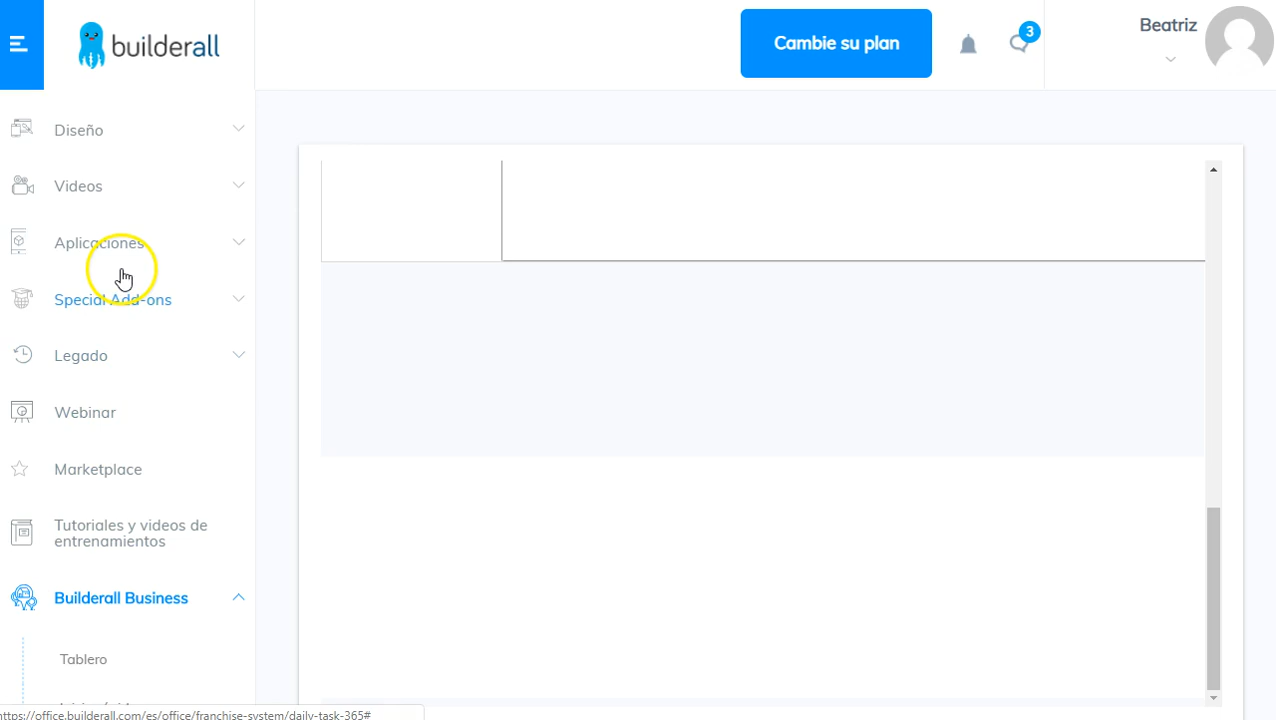 builderall
Cambie su plan
3
Beatriz
Diseño
Videos
Aplicaciones
Special Add-ons
Legado
Webinar
Marketplace
Tutoriales y videos de
entrenamientos
Builderall Business
Tablero
https://office.builderall.com/es/office/franchise-system/daily-task-365#